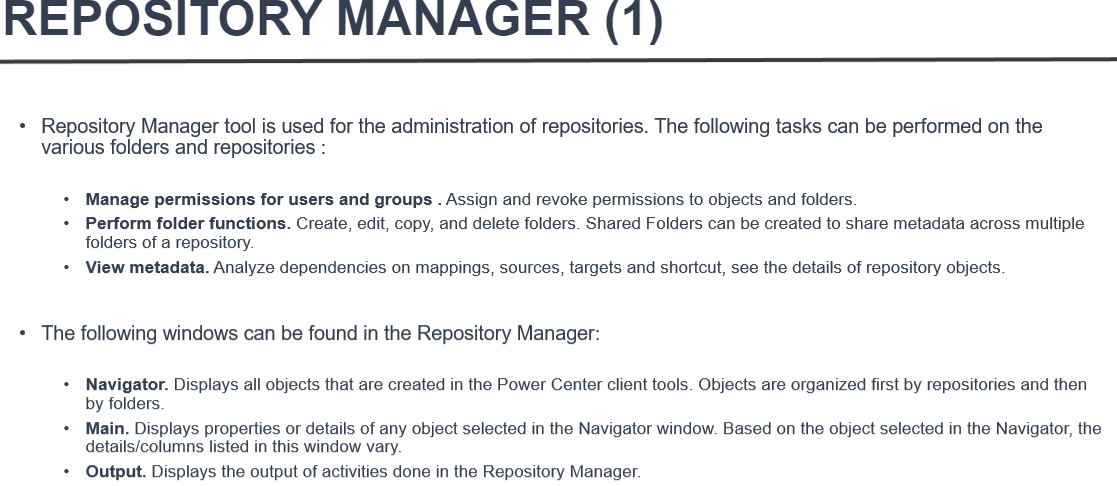 REPOSITORY MANAGER (1)
• Repository Manager tool is used for the administration of repositories. The following tasks can be performed on the
various folders and repositories :
• Manage permissions for users and groups . Assign and revoke permissions to objects and folders.
• Perform folder functions. Create, edit, copy, and delete folders. Shared Folders can be created to share metadata across multiple
folders of a repository.
• View metadata. Analyze dependencies on mappings, sources, targets and shortcut, see the details of repository objects.
• The following windows can be found in the Repository Manager:
• Navigator. Displays all objects that are created in the Power Center client tools. Objects are organized first by repositories and then
by folders.
• Main. Displays properties or details of any object selected in the Navigator window. Based on the object selected in the Navigator, the
details/columns listed in this window vary.
• Output. Displays the output of activities done in the Repository Manager.